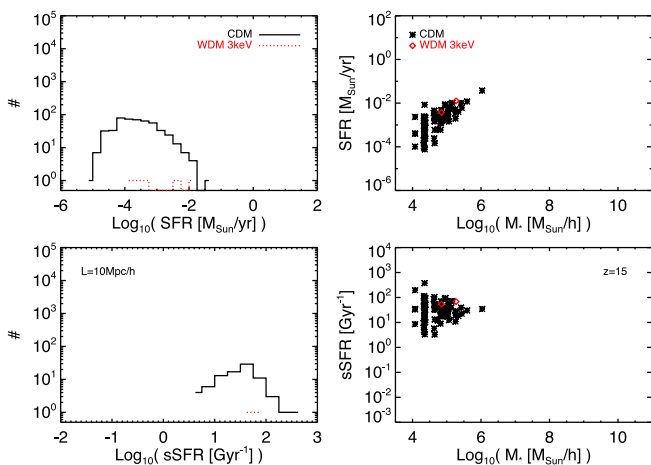 10⁵
10⁴
10³
10²
10¹
10⁰
#
CDM
WDM 3keV
-6 -4 -2 0 2
Log₁₀( SFR [M_Sun/yr] )
10²
10⁰
10⁻²
10⁻⁴
10⁻⁶
SFR [M_Sun/yr]
CDM
WDM 3keV
4 6 8 10
Log₁₀( M* [M_Sun/h] )
10⁵
10⁴
10³
10²
10¹
10⁰
#
L=10Mpc/h
-2 -1 0 1 2 3
Log₁₀( sSFR [Gyr⁻¹] )
10⁴
10³
10²
10¹
10⁰
10⁻¹
10⁻²
10⁻³
sSFR [Gyr⁻¹]
z=15
4 6 8 10
Log₁₀( M* [M_Sun/h] )